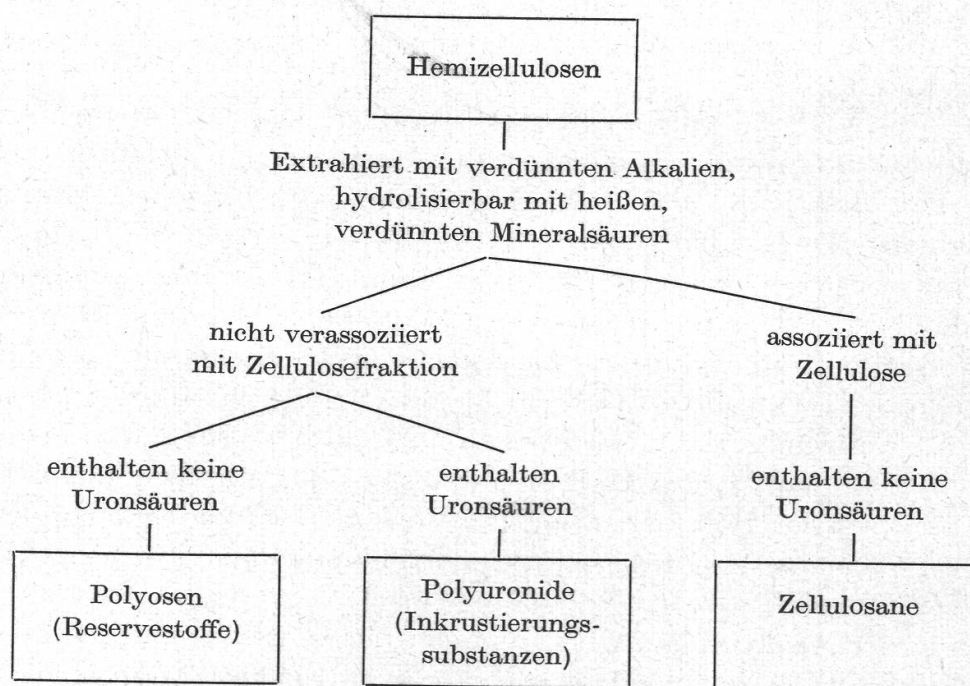 Hemizellulosen
Extrahiert mit verdünnten Alkalien,
hydrolisierbar mit heißen,
verdünnten Mineralsäuren
nicht verassoziiert
mit Zellulosefraktion
assoziiert mit
Zellulose
enthalten keine
Uronsäuren
enthalten
Uronsäuren
enthalten keine
Uronsäuren
Polyosen
(Reservestoffe)
Polyuronide
(Inkrustierungs-
substanzen)
Zellulosane